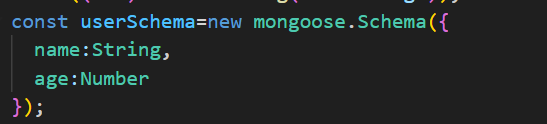 const userSchema=new mongoose.Schema({
  name:String,
  age:Number
});